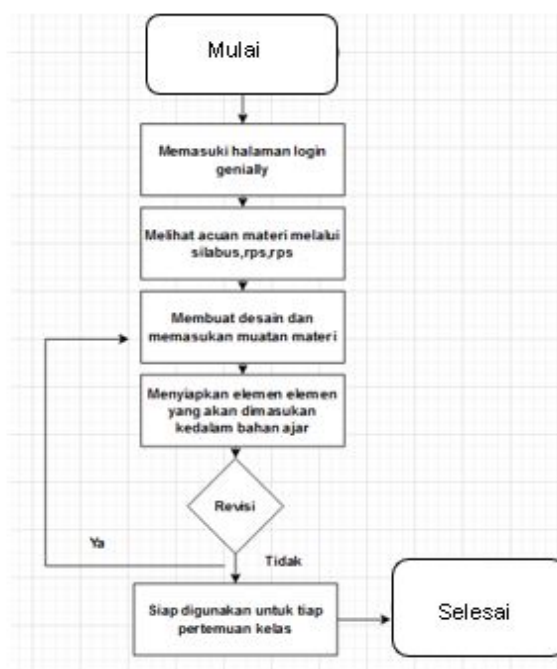 Mulai
Memasuki halaman login
genially
Melihat acuan materi melalui
silabus,rps,rps
Membuat desain dan
memasukan muatan materi
Menyiapkan elemen elemen
yang akan dimasukan
kedalam bahan ajar
Revisi
Ya
Tidak
Siap digunakan untuk tiap
pertemuan kelas
Selesai